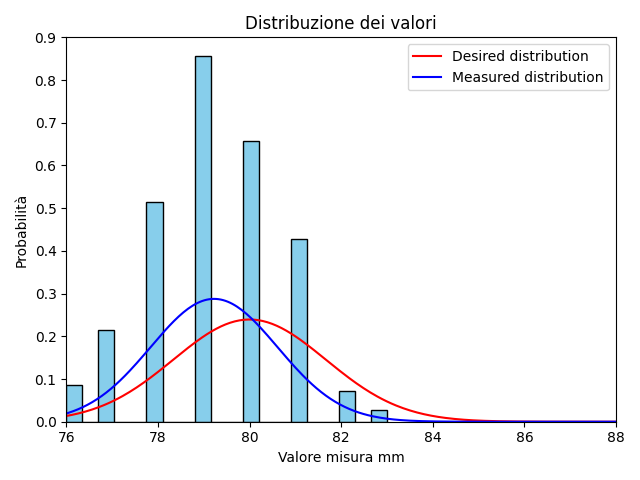 Distribuzione dei valori
Desired distribution
Measured distribution
Probabilità
0.9
0.8
0.7
0.6
0.5
0.4
0.3
0.2
0.1
0.0
76 78 80 82 84 86 88
Valore misura mm